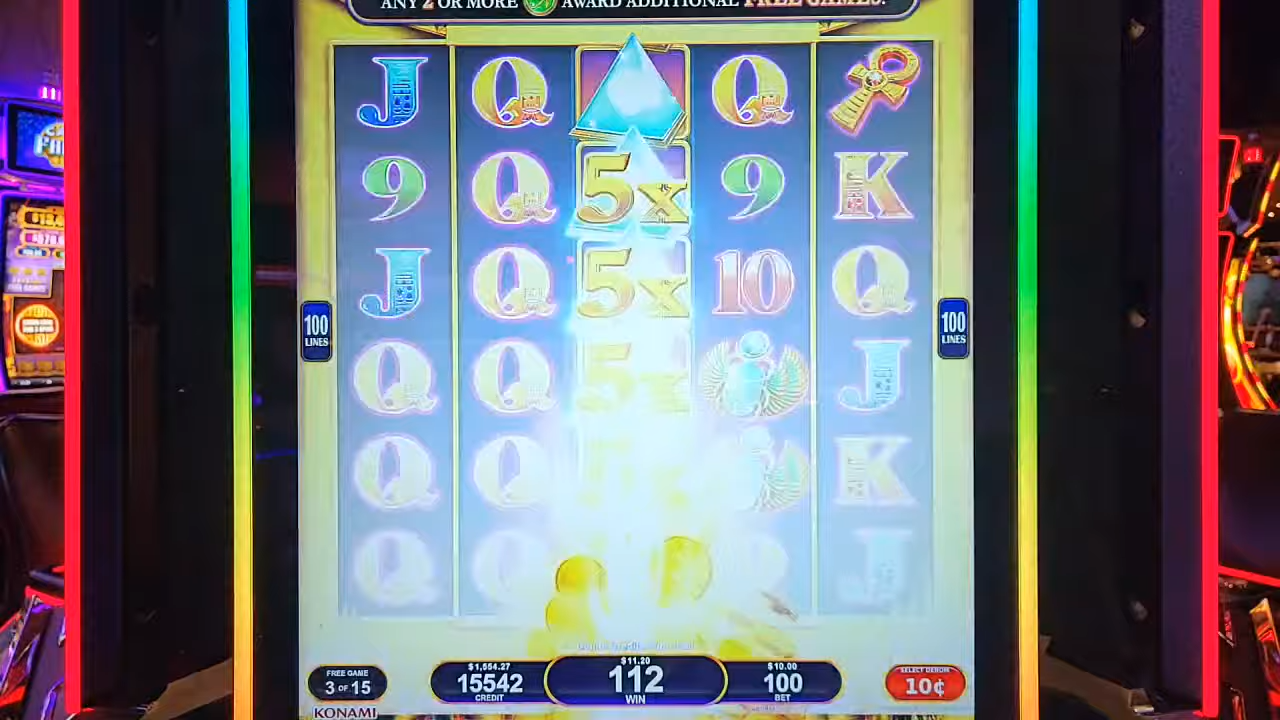 ANY 2 OR MORE AWARD ADDITIONAL FREE GAMES.
J Q Q
9 Q 5x 9 K
J Q 5x 10 Q
Q Q 5x J
Q Q K
Q Q J
100 LINES
100 LINES
FREE GAME
3 OF 15
$1,554.27
15542
CREDIT
$11.20
112
WIN
$10.00
100
BET
SELECT DENOM
10¢
KONAMI